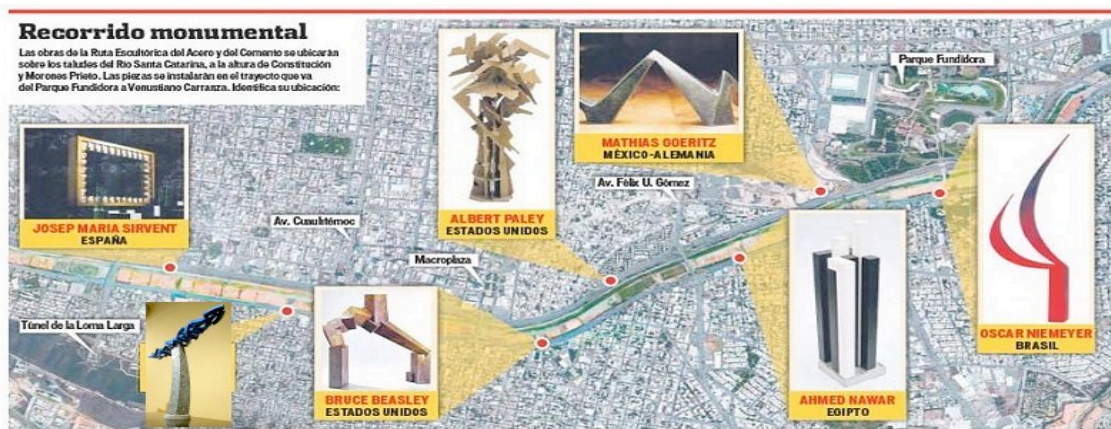 Recorrido monumental
Las obras de la Ruta Escultórica del Acero y del Cemento se ubicarán
sobre los taludes del Río Santa Catarina, a la altura de Constitución
y Morones Prieto. Las piezas se instalarán en el trayecto que va
del Parque Fundidora a Venustiano Carranza. Identifica su ubicación:
JOSEP MARIA SIRVENT
ESPAÑA
Av. Cuauhtémoc
Túnel de la Loma Larga
BRUCE BEASLEY
ESTADOS UNIDOS
Macroplaza
ALBERT PALEY
ESTADOS UNIDOS
MATHIAS GOERITZ
MÉXICO-ALEMANIA
Av. Félix U. Gómez
Parque Fundidora
AHMED NAWAR
EGIPTO
OSCAR NIEMEYER
BRASIL